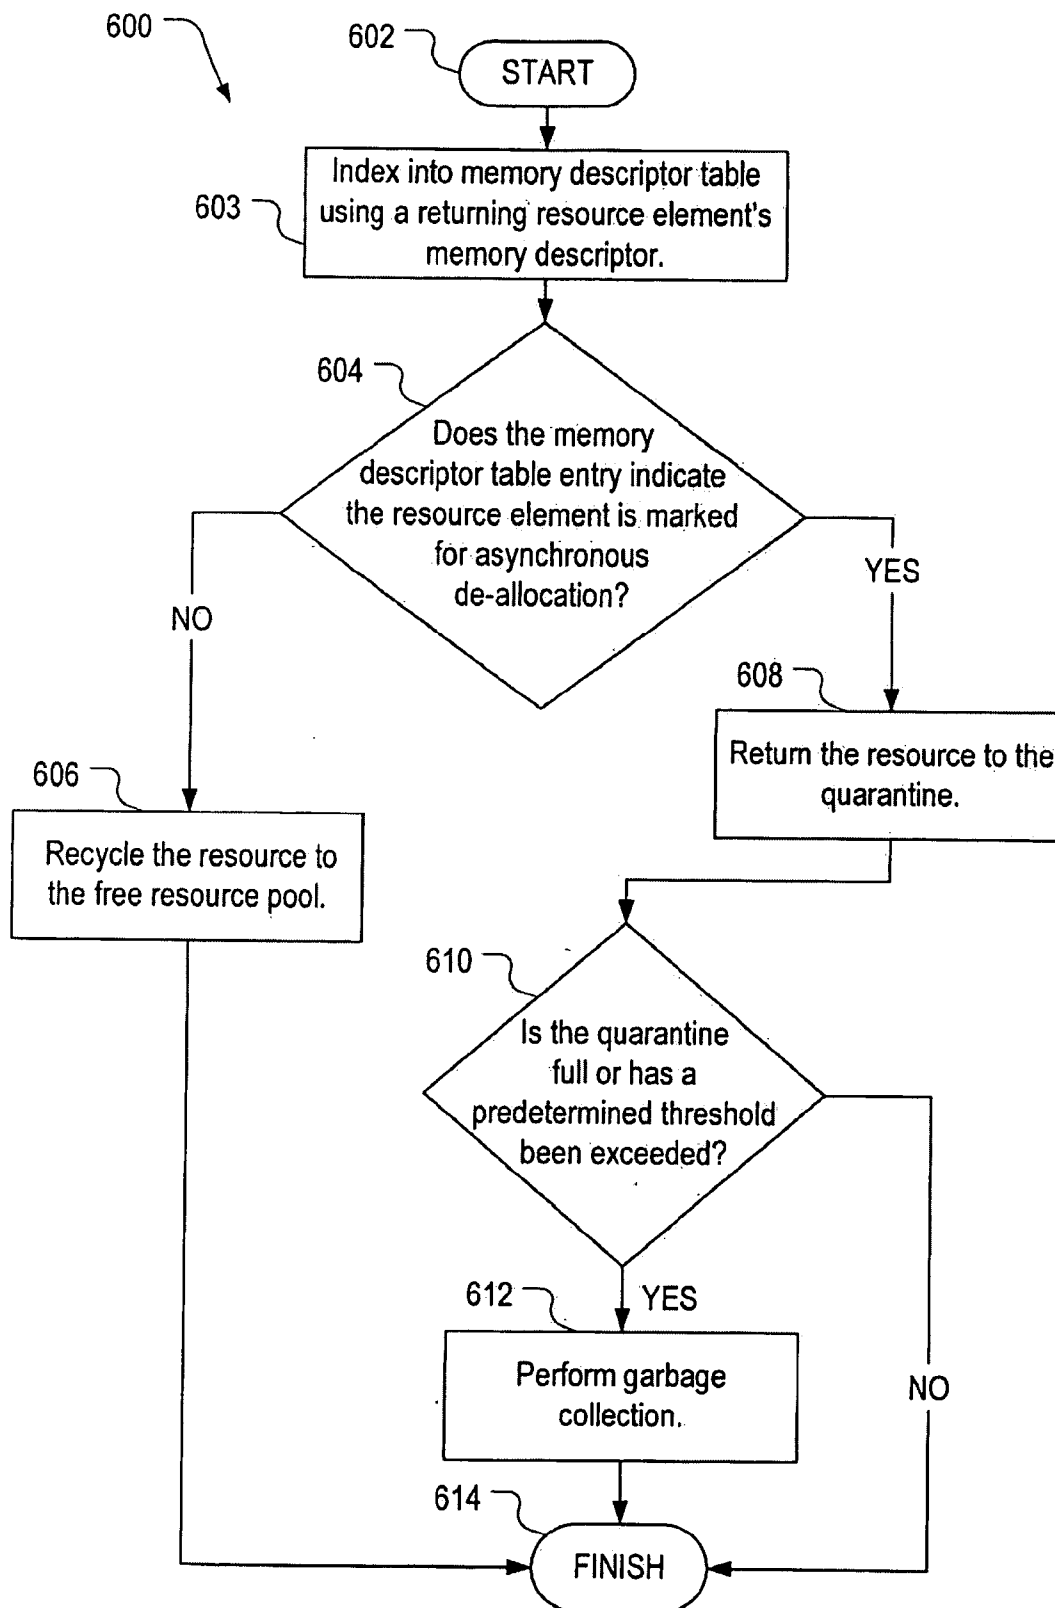 600
602
START
603
Index into memory descriptor table
using a returning resource element's
memory descriptor.
604
Does the memory
descriptor table entry indicate
the resource element is marked
for asynchronous
de-allocation?
NO
YES
606
Recycle the resource to
the free resource pool.
608
Return the resource to the
quarantine.
610
Is the quarantine
full or has a
predetermined threshold
been exceeded?
612
YES
Perform garbage
collection.
NO
614
FINISH